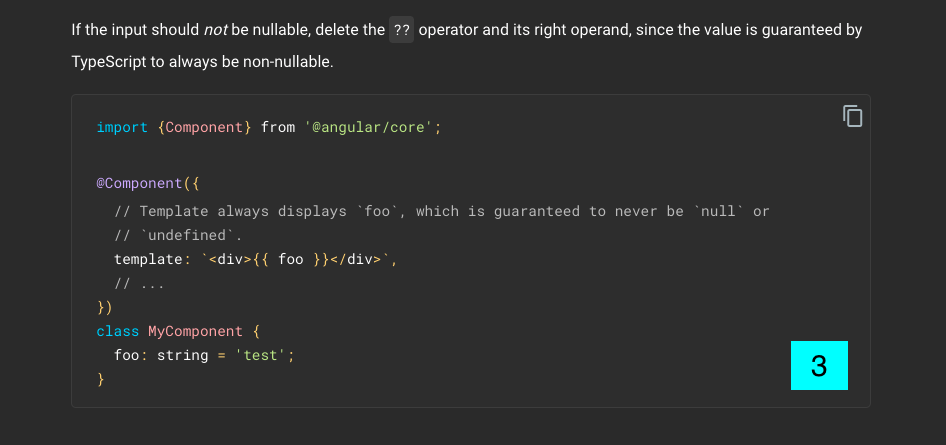 If the input should not be nullable, delete the ?? operator and its right operand, since the value is guaranteed by
TypeScript to always be non-nullable.
import {Component} from '@angular/core';
@Component({
  // Template always displays `foo`, which is guaranteed to never be `null` or
  // `undefined`.
  template: `<div>{{ foo }}</div>`,
  // ...
})
class MyComponent {
  foo: string = 'test';
}
3